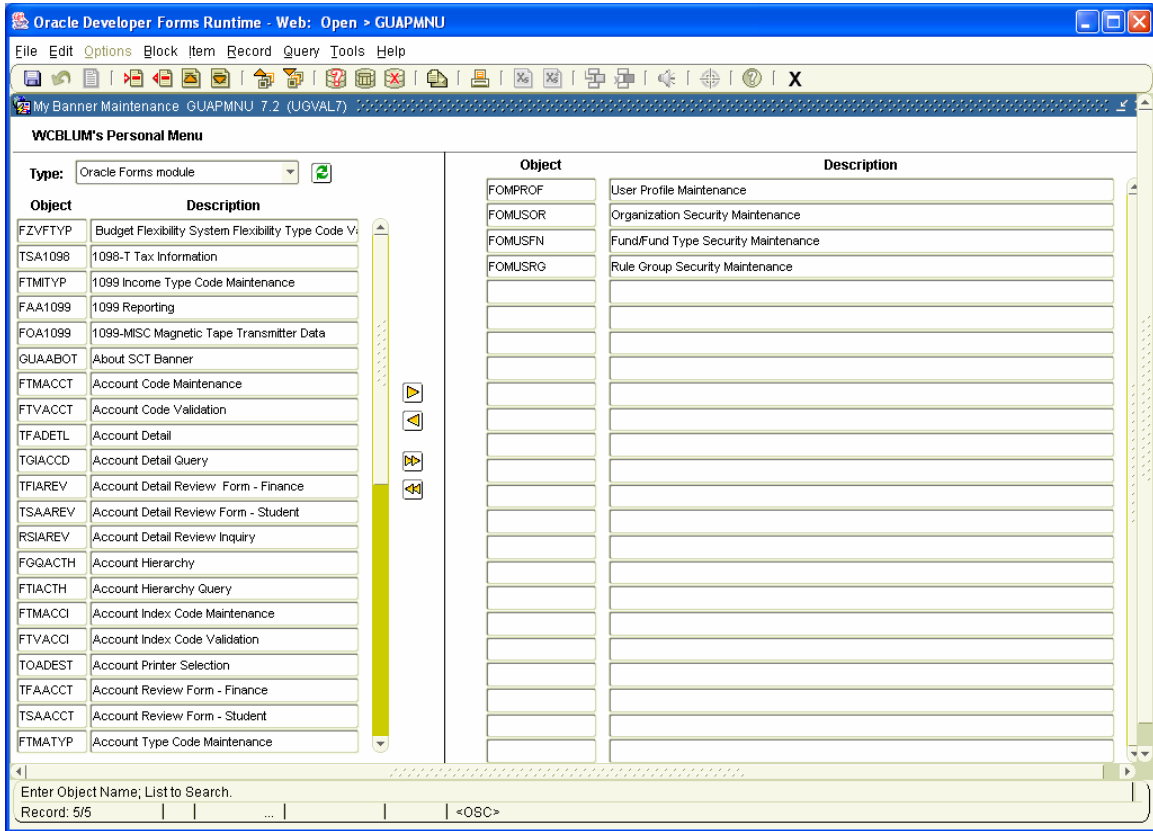 Oracle Developer Forms Runtime - Web: Open > GUAPMNU
File Edit Options Block Item Record Query Tools Help
My Banner Maintenance GUAPMNU 7.2 (UGVAL7)
WCBLUM's Personal Menu
Type: Oracle Forms module
Object Description
FZVFTYP Budget Flexibility System Flexibility Type Code V
TSA1098 1098-T Tax Information
FTMITYP 1099 Income Type Code Maintenance
FAA1099 1099 Reporting
FOA1099 1099-MISC Magnetic Tape Transmitter Data
GUAABOT About SCT Banner
FTMACCT Account Code Maintenance
FTVACCT Account Code Validation
TFADETL Account Detail
TGIACCD Account Detail Query
TFIAREV Account Detail Review Form - Finance
TSAAREV Account Detail Review Form - Student
RSIAREV Account Detail Review Inquiry
FGQACTH Account Hierarchy
FTIACTH Account Hierarchy Query
FTMACCI Account Index Code Maintenance
FTVACCI Account Index Code Validation
TOADEST Account Printer Selection
TFAACCT Account Review Form - Finance
TSAACCT Account Review Form - Student
FTMATYP Account Type Code Maintenance
Object Description
FOMPROF User Profile Maintenance
FOMUSOR Organization Security Maintenance
FOMUSFN Fund/Fund Type Security Maintenance
FOMUSRG Rule Group Security Maintenance
Enter Object Name; List to Search.
Record: 5/5 ... <OSC>